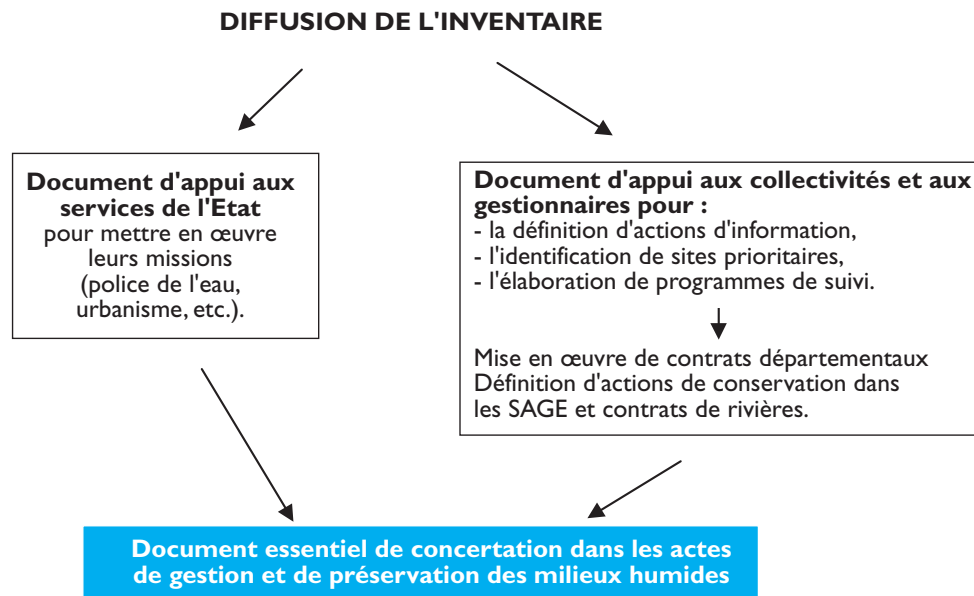 DIFFUSION DE L'INVENTAIRE
Document d'appui aux
services de l'Etat
pour mettre en œuvre
leurs missions
(police de l'eau,
urbanisme, etc.).
Document d'appui aux collectivités et aux
gestionnaires pour :
- la définition d'actions d'information,
- l'identification de sites prioritaires,
- l'élaboration de programmes de suivi.
Mise en œuvre de contrats départementaux
Définition d'actions de conservation dans
les SAGE et contrats de rivières.
Document essentiel de concertation dans les actes
de gestion et de préservation des milieux humides